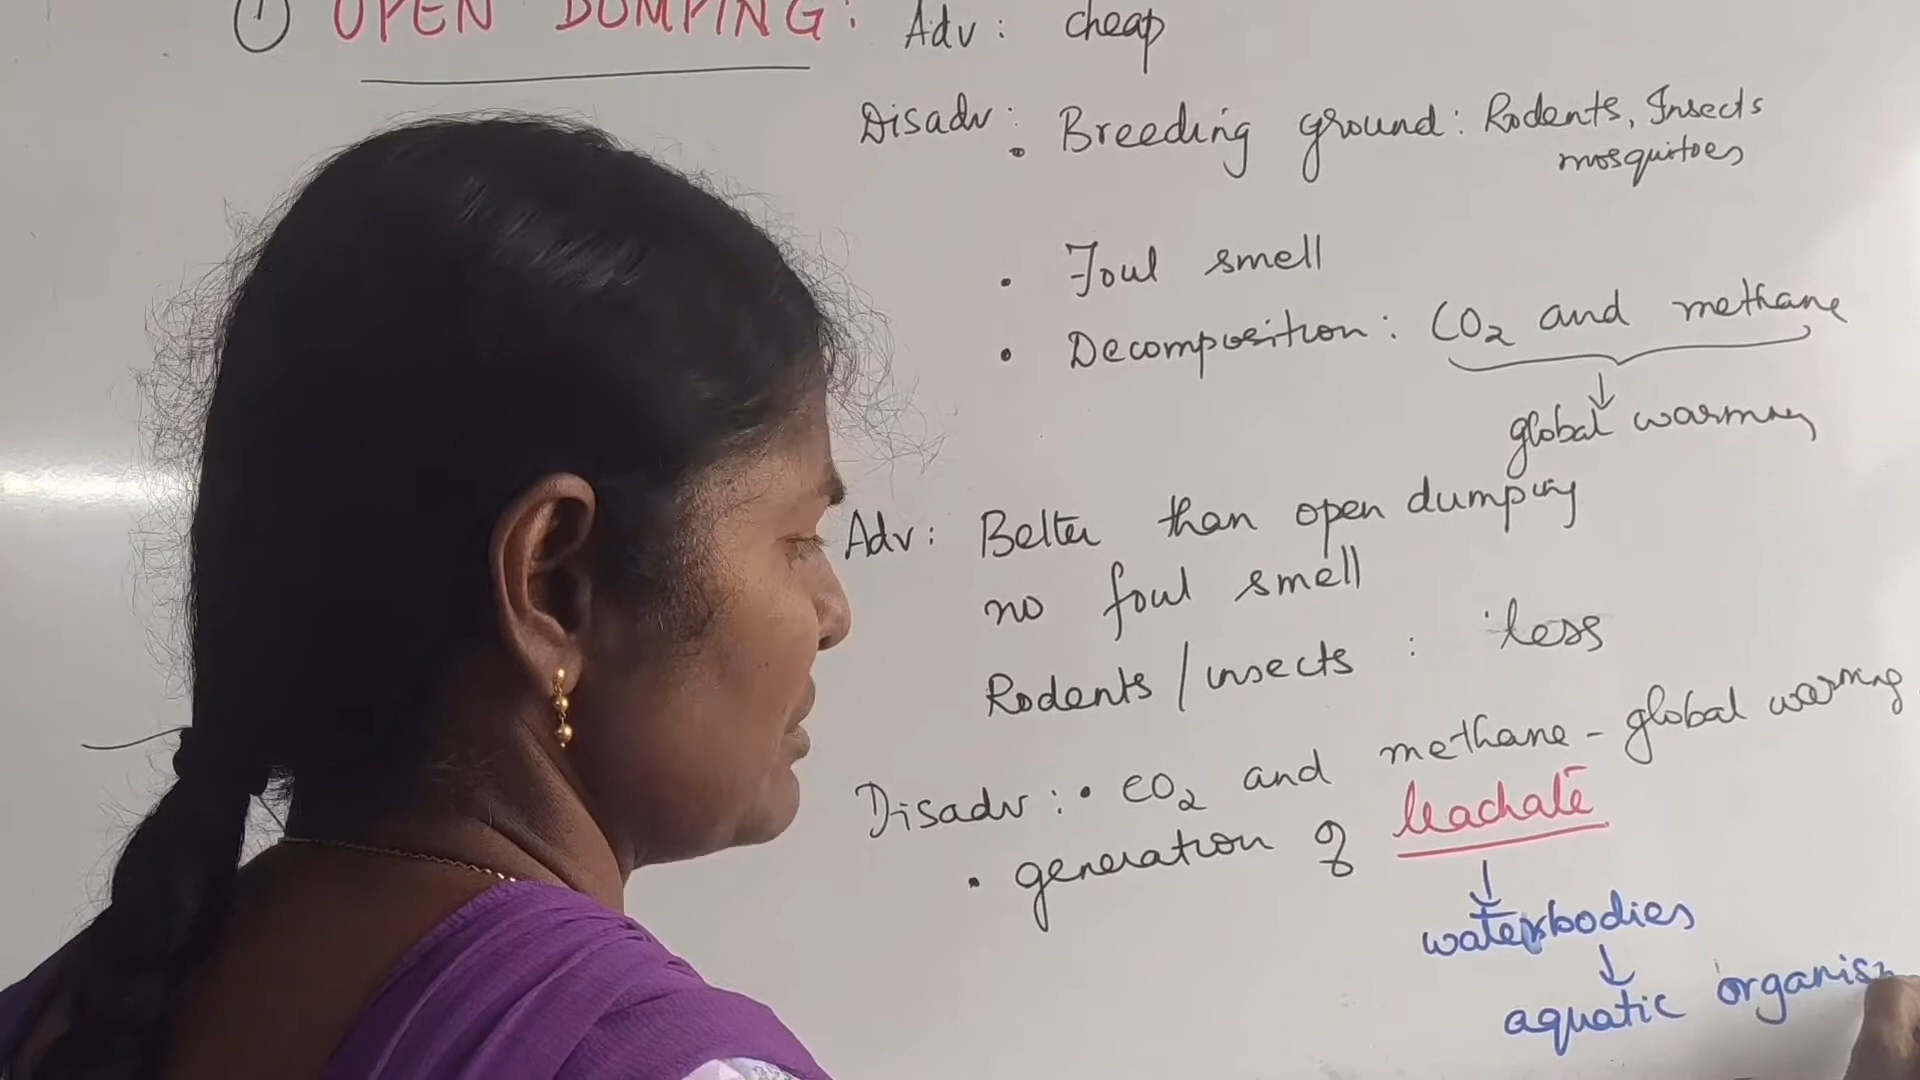 ① OPEN DUMPING: Adv: cheap
Disadv: • Breeding ground: Rodents, Insects
mosquitoes
• Foul smell
• Decomposition: CO₂ and methane
↓
global warming
Adv: Better than open dumping
no foul smell
Rodents/insects : less
Disadv: • CO₂ and methane - global warming
• generation of leachate
↓
waterbodies
↓
aquatic organism